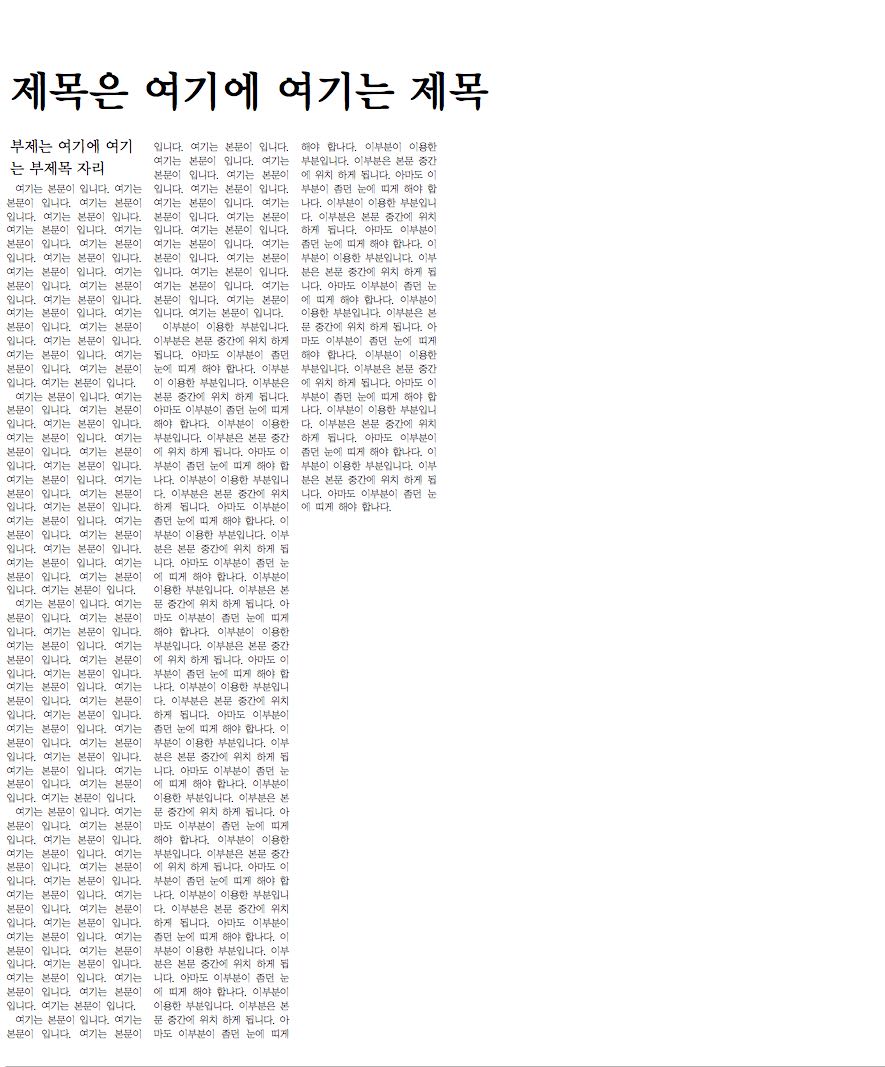 제목은 여기에 여기는 제목
부제는 여기에 여기
는 부제목 자리
여기는 본문이 입니다. 여기는
본문이 입니다. 여기는 본문이
입니다. 여기는 본문이 입니다.
여기는 본문이 입니다. 여기는
본문이 입니다. 여기는 본문이
입니다. 여기는 본문이 입니다.
여기는 본문이 입니다. 여기는
본문이 입니다. 여기는 본문이
입니다. 여기는 본문이 입니다.
여기는 본문이 입니다. 여기는
본문이 입니다. 여기는 본문이
입니다. 여기는 본문이 입니다.
여기는 본문이 입니다. 여기는
본문이 입니다. 여기는 본문이
입니다. 여기는 본문이 입니다.
여기는 본문이 입니다. 여기는
본문이 입니다. 여기는 본문이
입니다. 여기는 본문이 입니다.
여기는 본문이 입니다. 여기는
본문이 입니다. 여기는 본문이
입니다. 여기는 본문이 입니다.
여기는 본문이 입니다. 여기는
본문이 입니다. 여기는 본문이
입니다. 여기는 본문이 입니다.
여기는 본문이 입니다. 여기는
본문이 입니다. 여기는 본문이
입니다. 여기는 본문이 입니다.
여기는 본문이 입니다. 여기는
본문이 입니다. 여기는 본문이
입니다. 여기는 본문이 입니다.
여기는 본문이 입니다. 여기는
본문이 입니다. 여기는 본문이
입니다. 여기는 본문이 입니다.
여기는 본문이 입니다. 여기는
본문이 입니다. 여기는 본문이
입니다. 여기는 본문이 입니다.
여기는 본문이 입니다. 여기는
본문이 입니다. 여기는 본문이
입니다. 여기는 본문이 입니다.
여기는 본문이 입니다. 여기는
본문이 입니다. 여기는 본문이
입니다. 여기는 본문이 입니다.
여기는 본문이 입니다. 여기는
본문이 입니다. 여기는 본문이
입니다. 여기는 본문이 입니다.
여기는 본문이 입니다. 여기는
본문이 입니다. 여기는 본문이
입니다. 여기는 본문이 입니다.
여기는 본문이 입니다. 여기는
본문이 입니다. 여기는 본문이
입니다. 여기는 본문이 입니다.
여기는 본문이 입니다. 여기는
본문이 입니다. 여기는 본문이
입니다. 여기는 본문이 입니다.
여기는 본문이 입니다. 여기는
본문이 입니다. 여기는 본문이
입니다. 여기는 본문이 입니다.
여기는 본문이 입니다. 여기는
본문이 입니다. 여기는 본문이
입니다. 여기는 본문이 입니다.
여기는 본문이 입니다. 여기는
본문이 입니다. 여기는 본문이
입니다. 여기는 본문이 입니다.
여기는 본문이 입니다. 여기는
본문이 입니다. 여기는 본문이
입니다. 여기는 본문이 입니다.
여기는 본문이 입니다. 여기는
본문이 입니다. 여기는 본문이
입니다. 여기는 본문이 입니다.
여기는 본문이 입니다. 여기는
본문이 입니다. 여기는 본문이
입니다. 여기는 본문이 입니다.
여기는 본문이 입니다. 여기는
본문이 입니다. 여기는 본문이
입니다. 여기는 본문이 입니다.
이부분이 이용한 부분입니다.
이부분은 본문 중간에 위치 하게
됩니다. 아마도 이부분이 좀던
눈에 띠게 해야 합나다. 이부분
이 이용한 부분입니다. 이부분은
본문 중간에 위치 하게 됩니다.
아마도 이부분이 좀던 눈에 띠게
해야 합나다. 이부분이 이용한
부분입니다. 이부분은 본문 중간
에 위치 하게 됩니다. 아마도 이
부분이 좀던 눈에 띠게 해야 합
나다. 이부분이 이용한 부분입니
다. 이부분은 본문 중간에 위치
하게 됩니다. 아마도 이부분이
좀던 눈에 띠게 해야 합나다. 이
부분이 이용한 부분입니다. 이부
분은 본문 중간에 위치 하게 됩
니다. 아마도 이부분이 좀던 눈
에 띠게 해야 합나다. 이부분이
이용한 부분입니다. 이부분은 본
문 중간에 위치 하게 됩니다. 아
마도 이부분이 좀던 눈에 띠게
해야 합나다. 이부분이 이용한
부분입니다. 이부분은 본문 중간
에 위치 하게 됩니다. 아마도 이
부분이 좀던 눈에 띠게 해야 합
나다. 이부분이 이용한 부분입니
다. 이부분은 본문 중간에 위치
하게 됩니다. 아마도 이부분이
좀던 눈에 띠게 해야 합나다. 이
부분이 이용한 부분입니다. 이부
분은 본문 중간에 위치 하게 됩
니다. 아마도 이부분이 좀던 눈
에 띠게 해야 합나다. 이부분이
이용한 부분입니다. 이부분은 본
문 중간에 위치 하게 됩니다. 아
마도 이부분이 좀던 눈에 띠게
해야 합나다. 이부분이 이용한
부분입니다. 이부분은 본문 중간
에 위치 하게 됩니다. 아마도 이
부분이 좀던 눈에 띠게 해야 합
나다. 이부분이 이용한 부분입니
다. 이부분은 본문 중간에 위치
하게 됩니다. 아마도 이부분이
좀던 눈에 띠게 해야 합나다. 이
부분이 이용한 부분입니다. 이부
분은 본문 중간에 위치 하게 됩
니다. 아마도 이부분이 좀던 눈
에 띠게 해야 합나다. 이부분이
이용한 부분입니다. 이부분은 본
문 중간에 위치 하게 됩니다. 아
마도 이부분이 좀던 눈에 띠게
해야 합나다. 이부분이 이용한
부분입니다. 이부분은 본문 중간
에 위치 하게 됩니다. 아마도 이
부분이 좀던 눈에 띠게 해야 합
나다. 이부분이 이용한 부분입니
다. 이부분은 본문 중간에 위치
하게 됩니다. 아마도 이부분이
좀던 눈에 띠게 해야 합나다. 이
부분이 이용한 부분입니다. 이부
분은 본문 중간에 위치 하게 됩
니다. 아마도 이부분이 좀던 눈
에 띠게 해야 합나다. 이부분이
이용한 부분입니다. 이부분은 본
문 중간에 위치 하게 됩니다. 아
마도 이부분이 좀던 눈에 띠게
해야 합나다. 이부분이 이용한
부분입니다. 이부분은 본문 중간
에 위치 하게 됩니다. 아마도 이
부분이 좀던 눈에 띠게 해야 합
나다. 이부분이 이용한 부분입니
다. 이부분은 본문 중간에 위치
하게 됩니다. 아마도 이부분이
좀던 눈에 띠게 해야 합나다. 이
부분이 이용한 부분입니다. 이부
분은 본문 중간에 위치 하게 됩
니다. 아마도 이부분이 좀던 눈
에 띠게 해야 합나다.